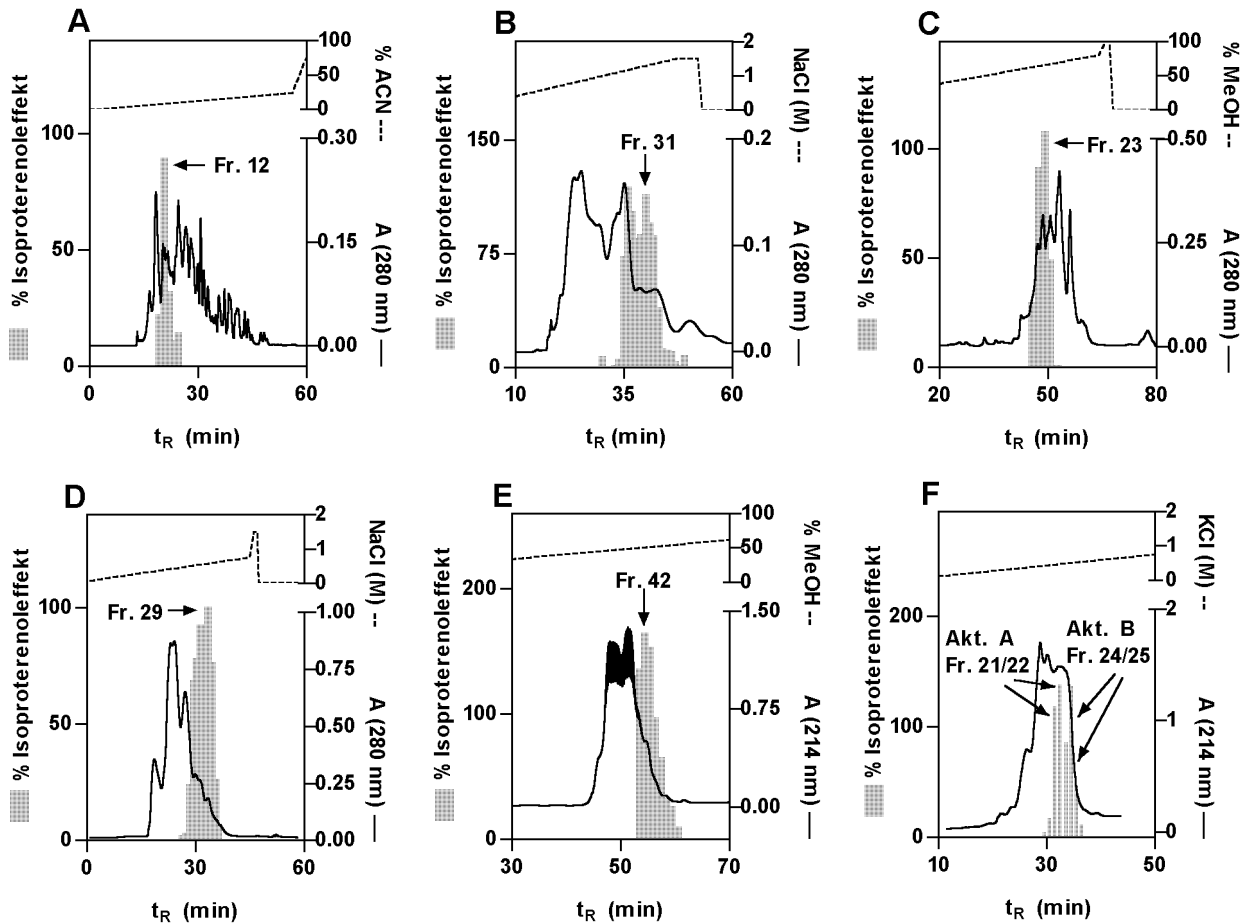 A
% Isoproterenoleffekt
100
50
0
Fr. 12
100
50
0
% ACN ---
0.30
0.15
0.00
A (280 nm) —
0
30
60
tR (min)
B
% Isoproterenoleffekt
150
75
0
Fr. 31
2
1
0
NaCl (M) ---
0.2
0.1
0.0
A (280 nm) —
10
35
60
tR (min)
C
% Isoproterenoleffekt
100
50
0
Fr. 23
100
50
0
% MeOH --
0.50
0.25
0.00
A (280 nm) —
20
50
80
tR (min)
D
% Isoproterenoleffekt
100
50
0
Fr. 29
2
1
0
NaCl (M) --
1.00
0.75
0.50
0.25
0.00
A (280 nm) —
0
30
60
tR (min)
E
% Isoproterenoleffekt
200
100
0
Fr. 42
100
50
0
% MeOH --
1.50
0.75
0.00
A (214 nm) —
30
50
70
tR (min)
F
% Isoproterenoleffekt
200
100
0
Akt. A
Fr. 21/22
Akt. B
Fr. 24/25
2
1
0
KCl (M) --
2
1
0
A (214 nm) —
10
30
50
tR (min)